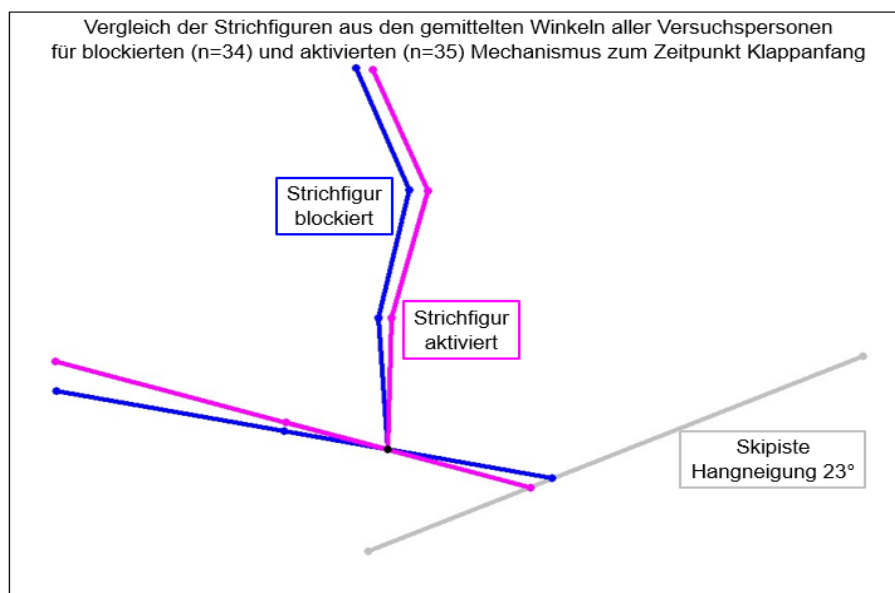 Vergleich der Strichfiguren aus den gemittelten Winkeln aller Versuchspersonen
für blockierten (n=34) und aktivierten (n=35) Mechanismus zum Zeitpunkt Klappanfang
Strichfigur
blockiert
Strichfigur
aktiviert
Skipiste
Hangneigung 23°